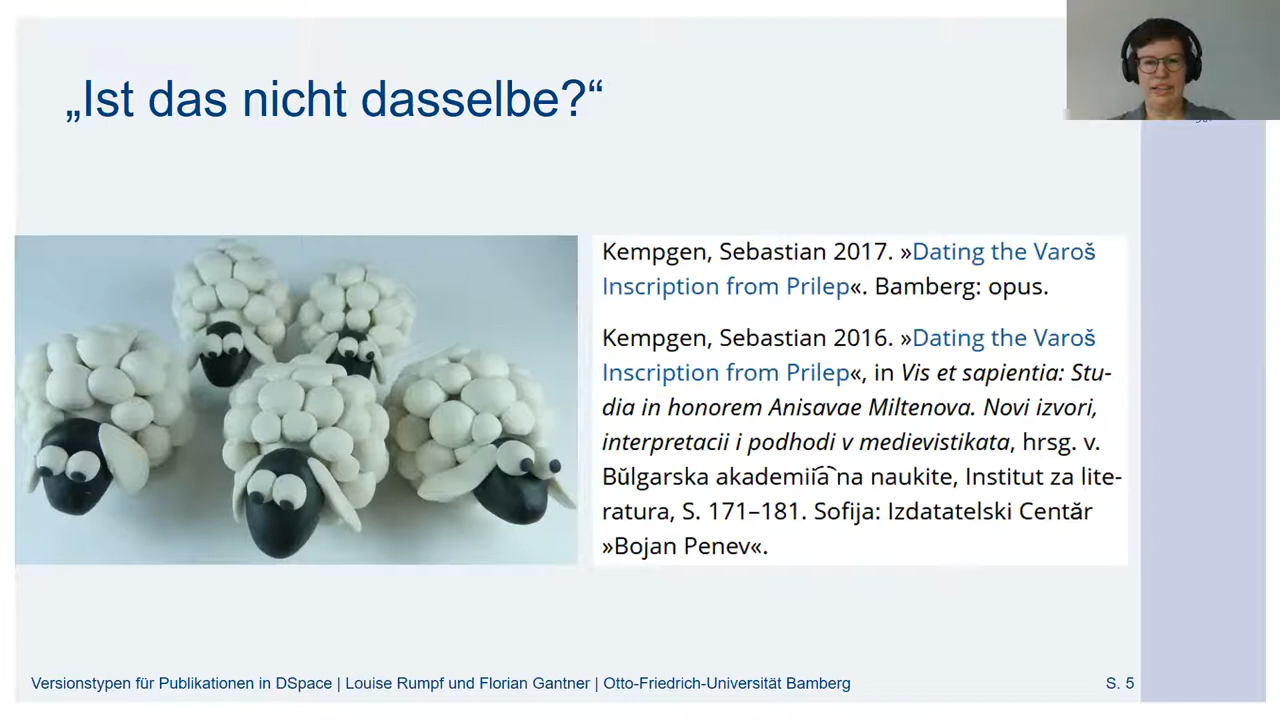 „Ist das nicht dasselbe?“
Kempgen, Sebastian 2017. »Dating the Varoš
Inscription from Prilep«. Bamberg: opus.
Kempgen, Sebastian 2016. »Dating the Varoš
Inscription from Prilep«, in Vis et sapientia: Stu-
dia in honorem Anisavae Miltenova. Novi izvori,
interpretacii i podhodi v medievistikata, hrsg. v.
Bŭlgarska akademii͡a na naukite, Institut za lite-
ratura, S. 171–181. Sofija: Izdatatelski Centăr
»Bojan Penev«.
Versionstypen für Publikationen in DSpace | Louise Rumpf und Florian Gantner | Otto-Friedrich-Universität Bamberg S. 5